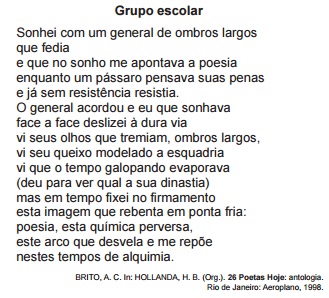 Grupo escolar
Sonhei com um general de ombros largos
que fedia
e que no sonho me apontava a poesia
enquanto um pássaro pensava suas penas
e já sem resistência resistia.
O general acordou e eu que sonhava
face a face deslizei à dura via
vi seus olhos que tremiam, ombros largos,
vi seu queixo modelado a esquadria
vi que o tempo galopando evaporava
(deu para ver qual a sua dinastia)
mas em tempo fixei no firmamento
esta imagem que rebenta em ponta fria:
poesia, esta química perversa,
este arco que desvela e me repõe
nestes tempos de alquimia.
BRITO, A. C. In: HOLLANDA, H. B. (Org.). 26 Poetas Hoje: antologia.
Rio de Janeiro: Aeroplano, 1998.